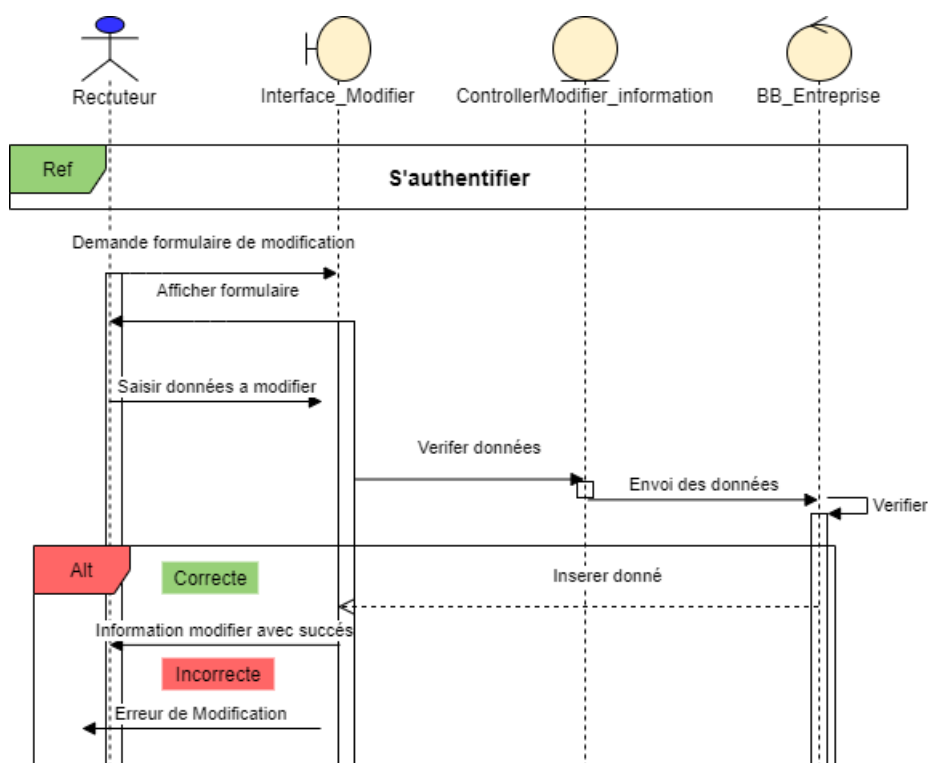 Recruteur
Interface_Modifier
ControllerModifier_information
BB_Entreprise
Ref
S'authentifier
Demande formulaire de modification
Afficher formulaire
Saisir données a modifier
Verifer données
Envoi des données
Verifier
Alt
Correcte
Inserer donné
Information modifier avec succés
Incorrecte
Erreur de Modification